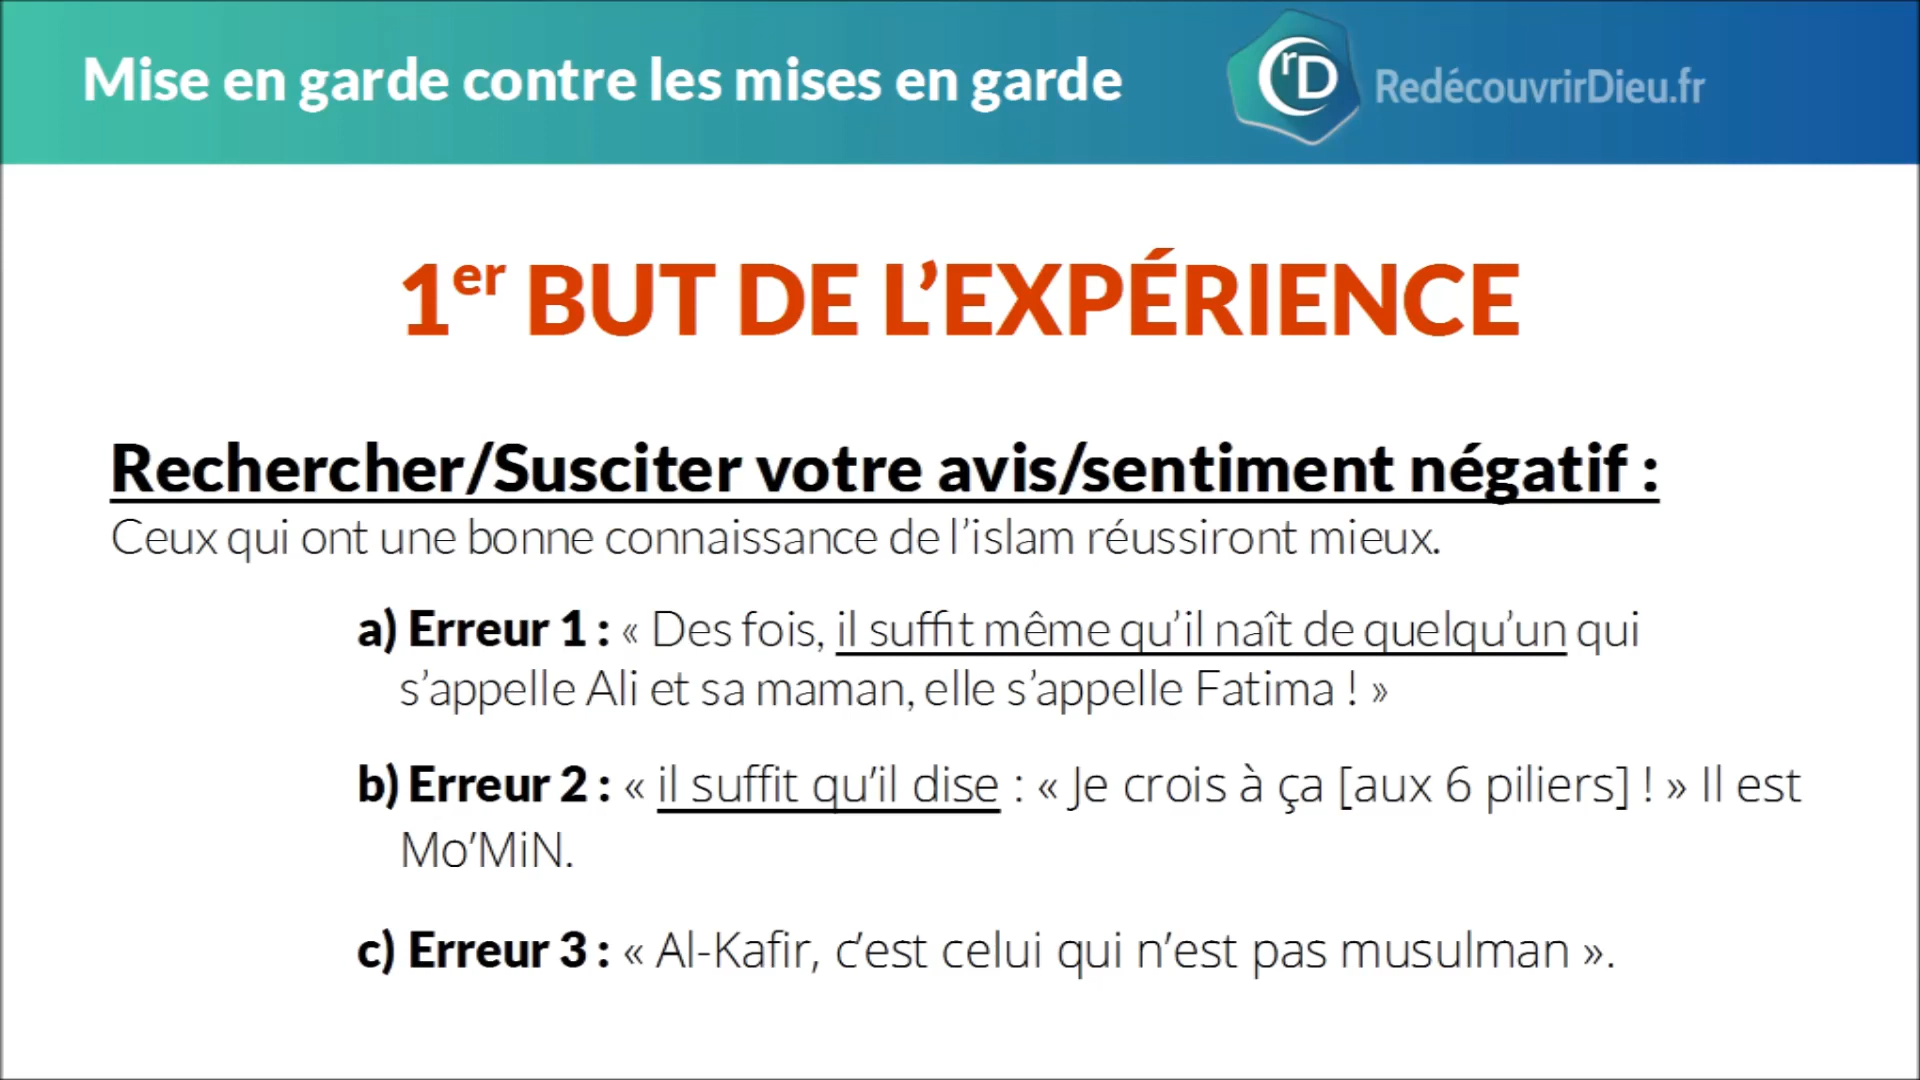 Mise en garde contre les mises en garde
rD
RedécouvrirDieu.fr
1er BUT DE L’EXPÉRIENCE
Rechercher/Susciter votre avis/sentiment négatif :
Ceux qui ont une bonne connaissance de l’islam réussiront mieux.
a) Erreur 1 : « Des fois, il suffit même qu’il naît de quelqu’un qui
s’appelle Ali et sa maman, elle s’appelle Fatima ! »
b) Erreur 2 : « il suffit qu’il dise : « Je crois à ça [aux 6 piliers] ! » Il est
Mo’MiN.
c) Erreur 3 : « Al-Kafir, c’est celui qui n’est pas musulman ».